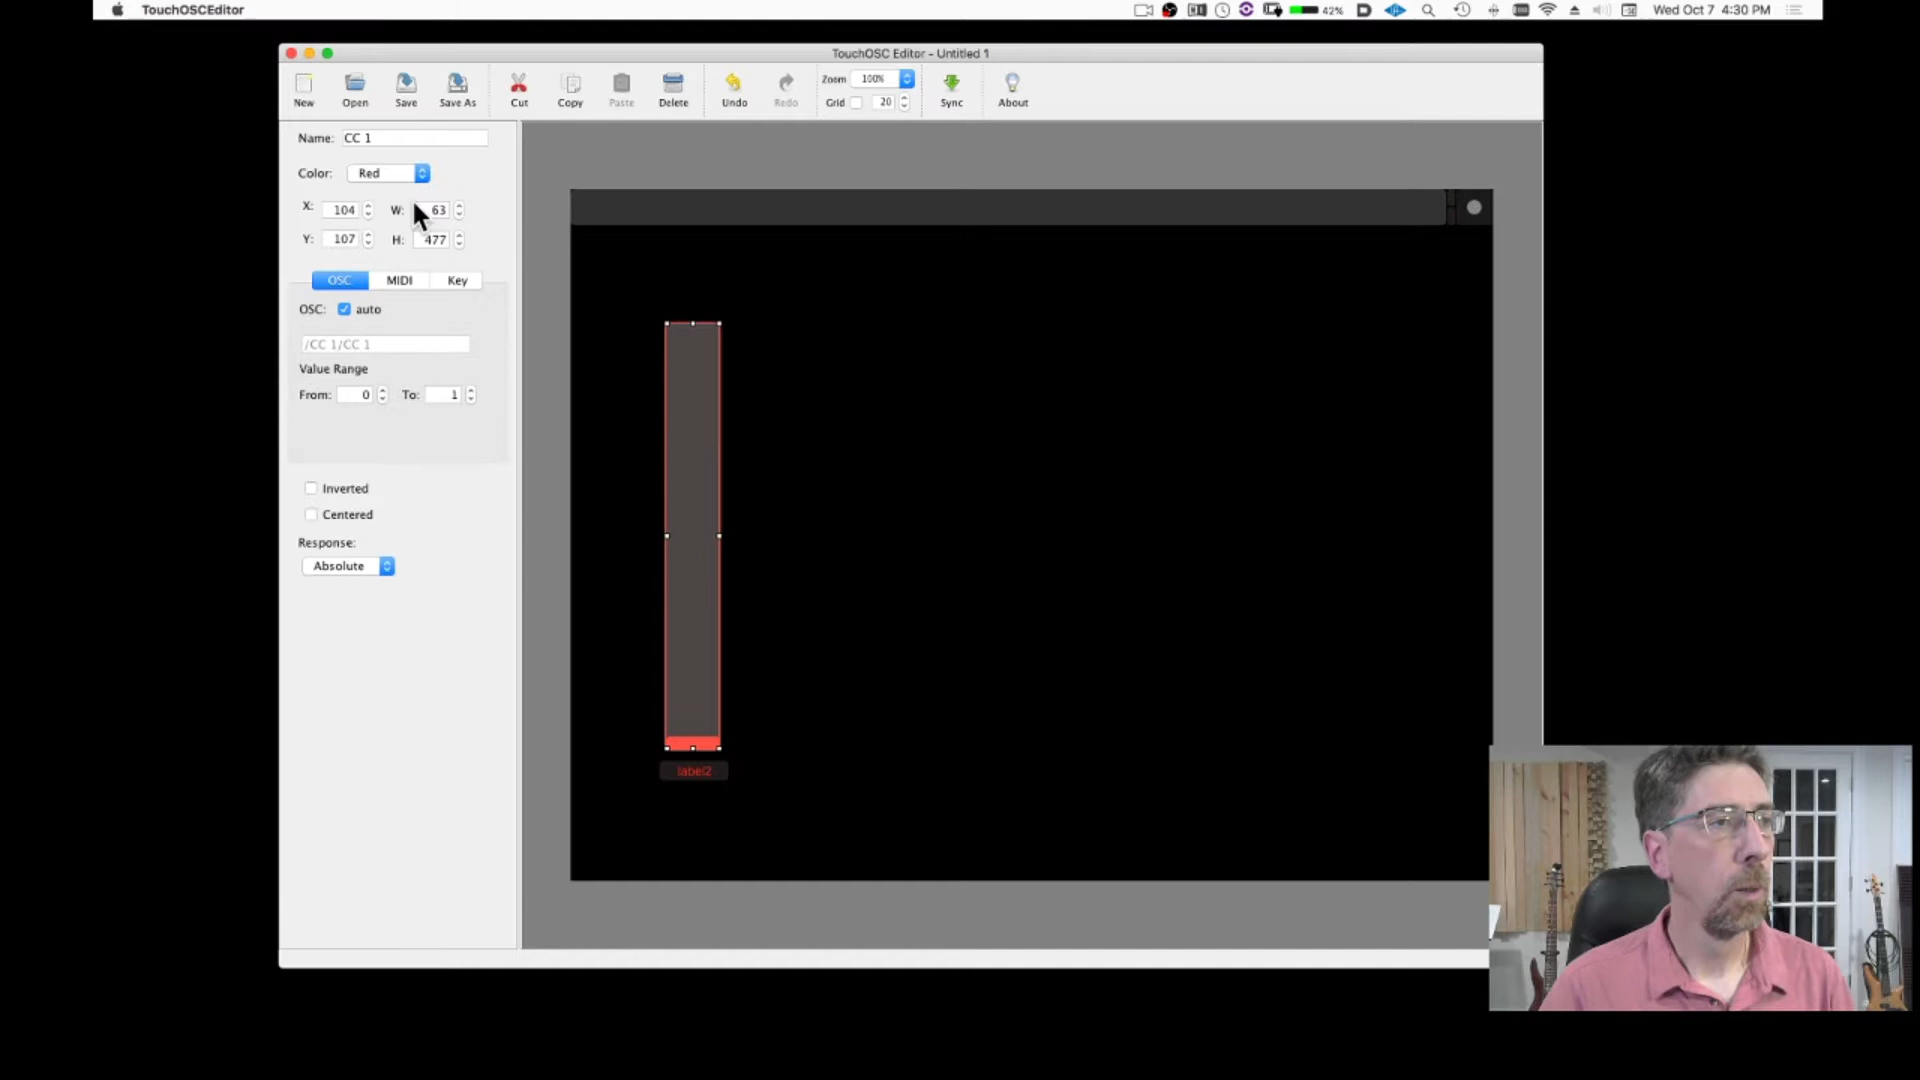 TouchOSCEditor 42% Wed Oct 7 4:30 PM
TouchOSC Editor - Untitled 1
New Open Save Save As Cut Copy Paste Delete Undo Redo Zoom 100% Grid 20 Sync About
Name: CC 1
Color: Red
X: 104 W: 63
Y: 107 H: 477
OSC MIDI Key
OSC: auto
/CC 1/CC 1
Value Range
From: 0 To: 1
Inverted
Centered
Response:
Absolute
label2